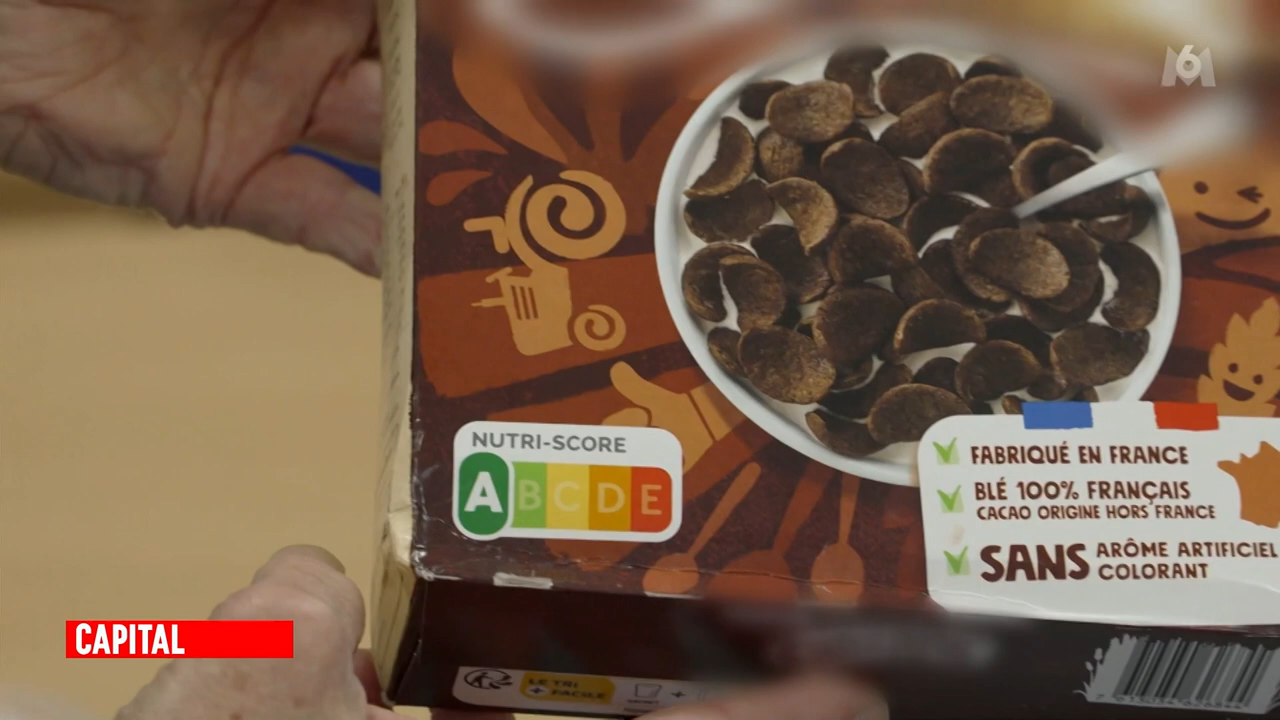 M6
NUTRI-SCORE
A B C D E
FABRIQUÉ EN FRANCE
BLÉ 100% FRANÇAIS
CACAO ORIGINE HORS FRANCE
SANS ARÔME ARTIFICIEL
COLORANT
CAPITAL
LE TRI
+ FACILE
+